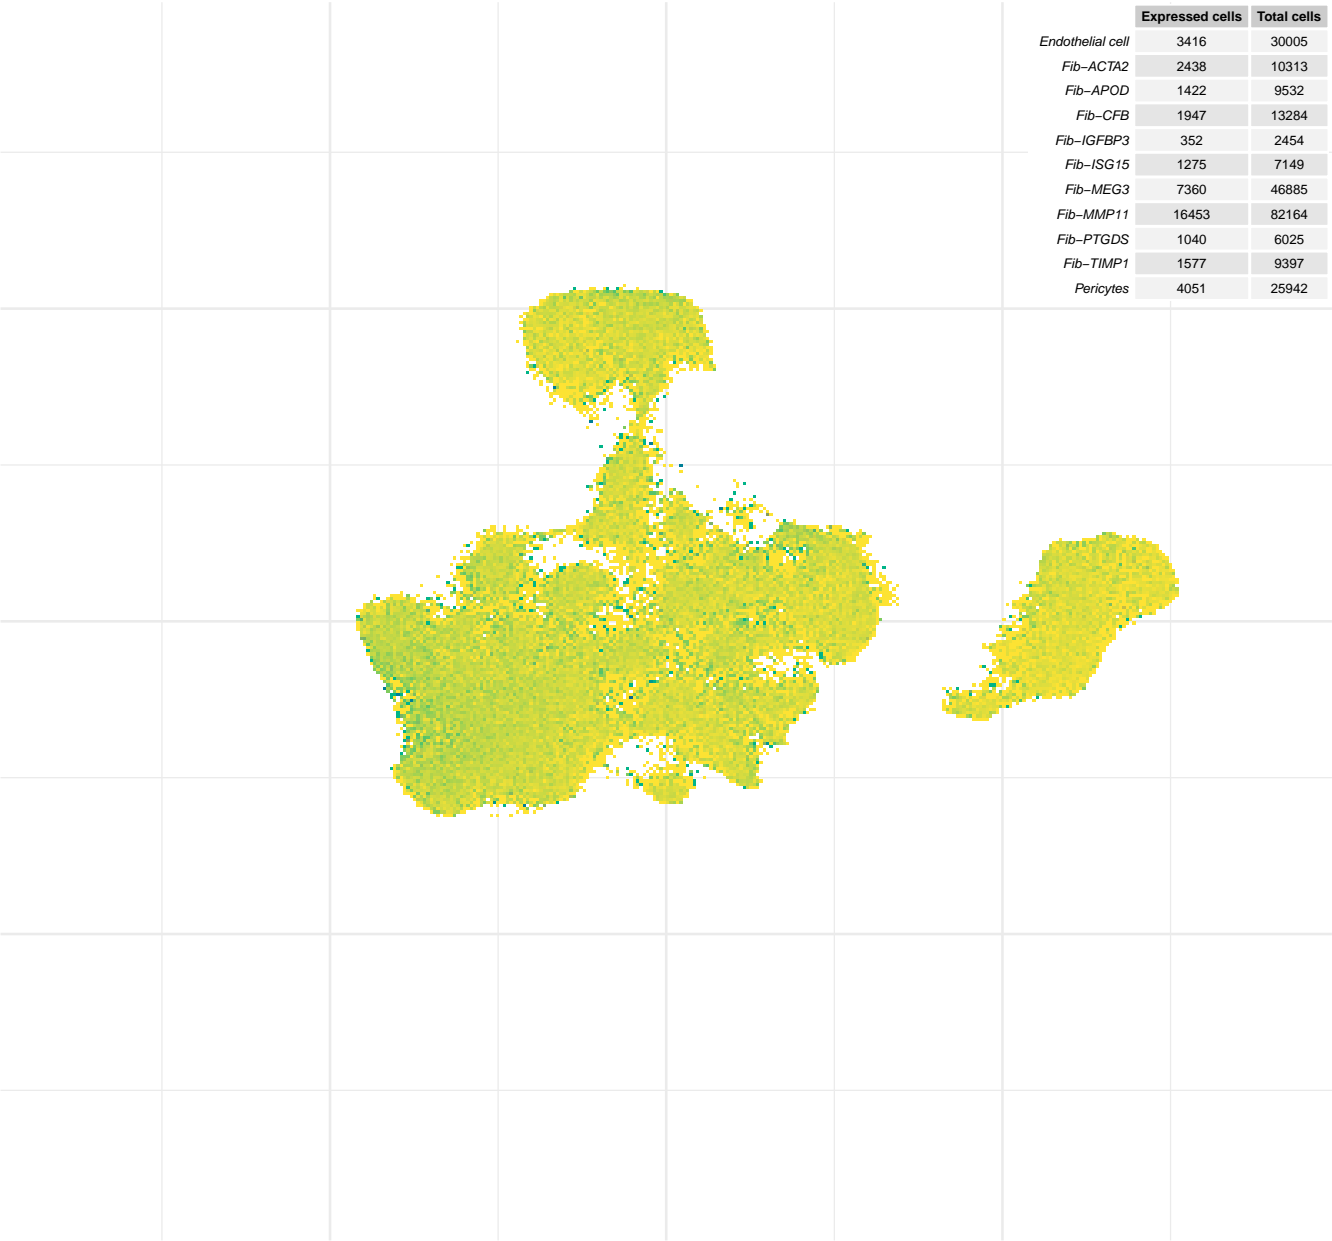 Expressed cells Total cells
Endothelial cell 3416 30005
Fib−ACTA2 2438 10313
Fib−APOD 1422 9532
Fib−CFB 1947 13284
Fib−IGFBP3 352 2454
Fib−ISG15 1275 7149
Fib−MEG3 7360 46885
Fib−MMP11 16453 82164
Fib−PTGDS 1040 6025
Fib−TIMP1 1577 9397
Pericytes 4051 25942